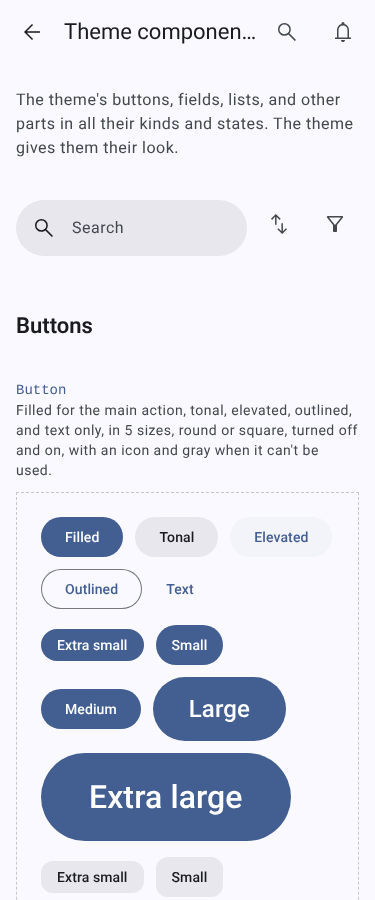 Theme componen...
The theme's buttons, fields, lists, and other
parts in all their kinds and states. The theme
gives them their look.
Search
Buttons
Button
Filled for the main action, tonal, elevated, outlined,
and text only, in 5 sizes, round or square, turned off
and on, with an icon and gray when it can't be
used.
Filled Tonal Elevated
Outlined Text
Extra small Small
Medium Large
Extra large
Extra small Small